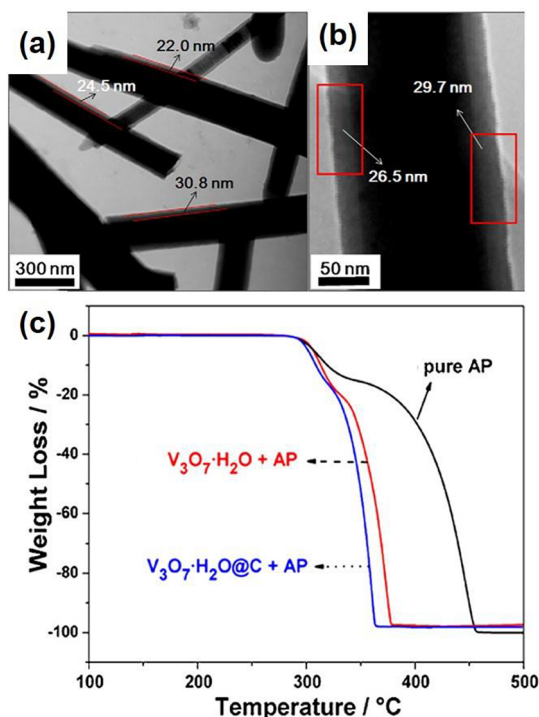 (a)
22.0 nm
24.5 nm
30.8 nm
300 nm
(b)
29.7 nm
26.5 nm
50 nm
(c)
0
-20
-40
-60
-80
-100
Weight Loss / %
pure AP
V₃O₇·H₂O + AP
V₃O₇·H₂O@C + AP
100
200
300
400
500
Temperature / °C